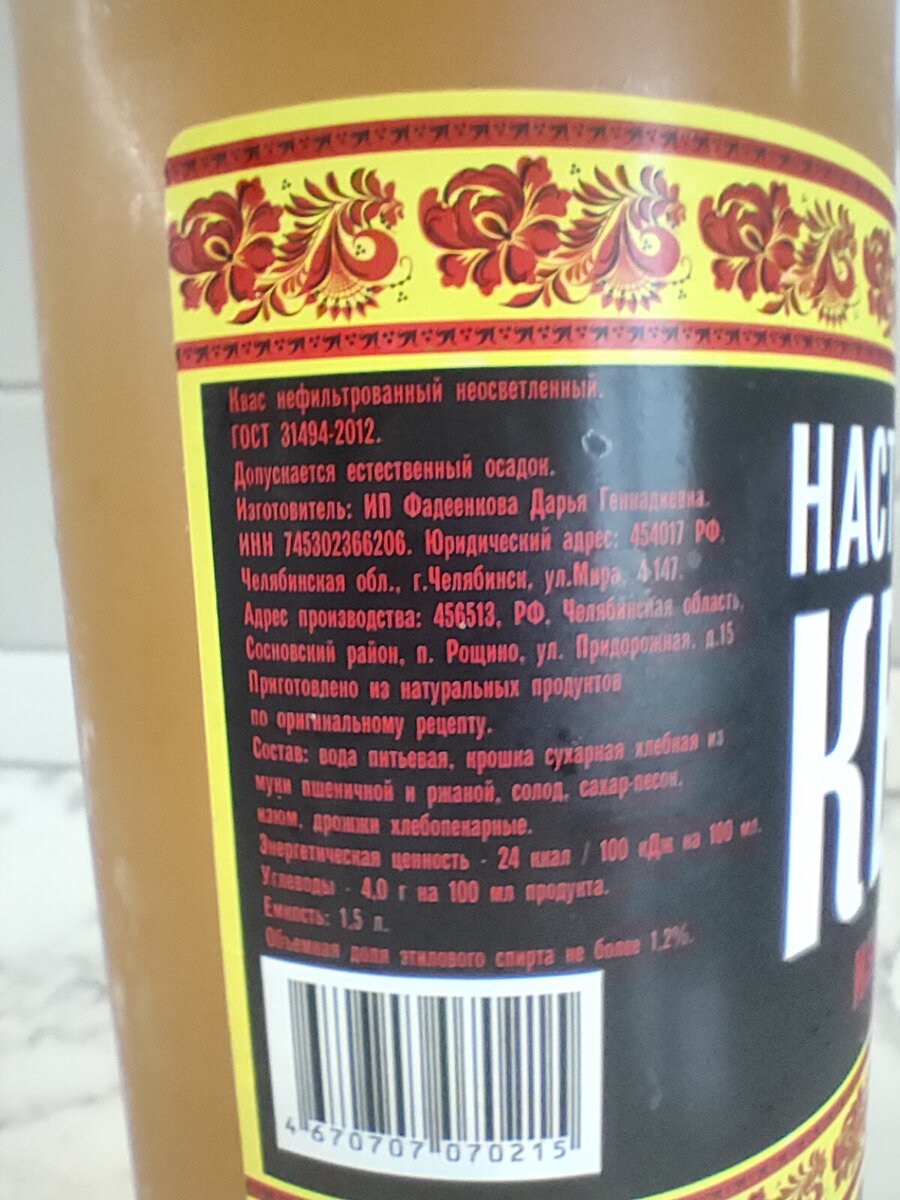 Квас нефильтрованный неосветленный.
ГОСТ 31494-2012.
Допускается естественный осадок.
Изготовитель: ИП Фадеенкова Дарья Геннадиевна.
ИНН 745302366206. Юридический адрес: 454017 РФ,
Челябинская обл., г.Челябинск, ул.Мира, 4-147.
Адрес производства: 456513, РФ. Челябинская область,
Сосновский район, п. Рощино, ул. Придорожная, д.15
Приготовлено из натуральных продуктов
по оригинальному рецепту.
Состав: вода питьевая, крошка сухарная хлебная из
муки пшеничной и ржаной, солод, сахар-песок,
изюм, дрожжи хлебопекарные.
Энергетическая ценность - 24 ккал / 100 кДж на 100 мл.
Углеводы - 4,0 г на 100 мл продукта.
Емкость: 1,5 л.
Объемная доля этилового спирта не более 1,2%.
4 670707 070215
НАСТ
КВ